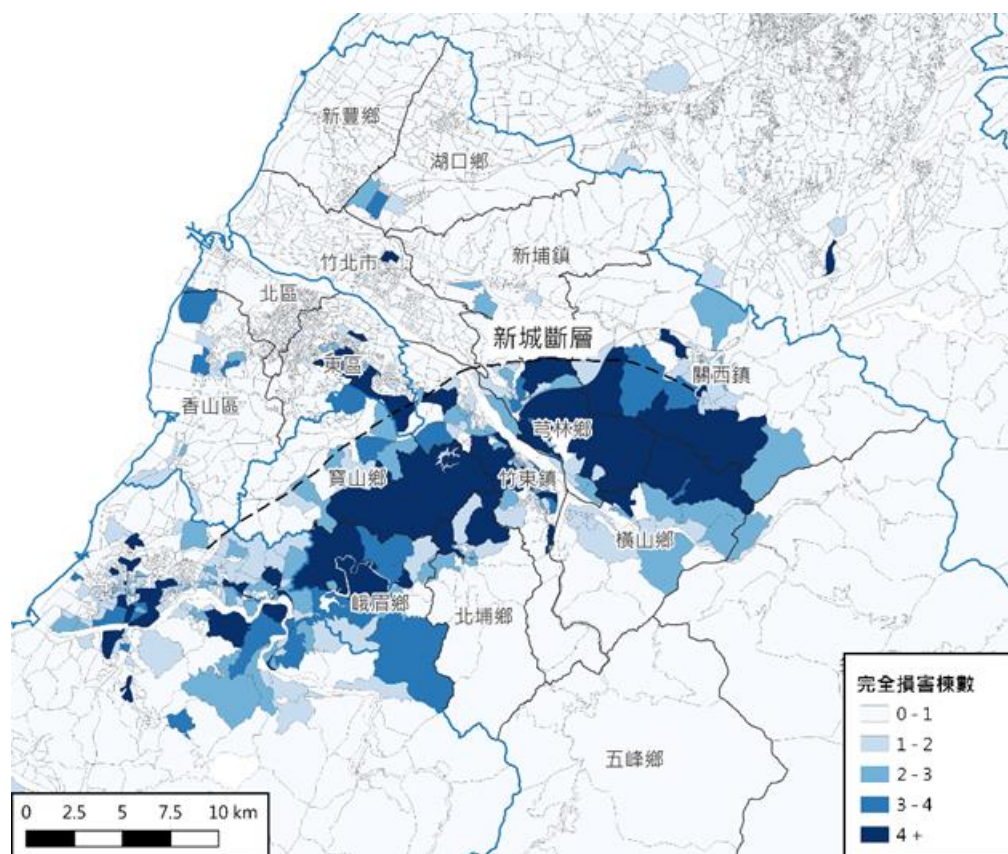 新豐鄉
湖口鄉
竹北市
新埔鎮
北區
新城斷層
東區
關西鎮
香山區
芎林鄉
寶山鄉
竹東鎮
橫山鄉
峨眉鄉
北埔鄉
五峰鄉
完全損害棟數
0 - 1
1 - 2
2 - 3
3 - 4
4 +
0 2.5 5 7.5 10 km